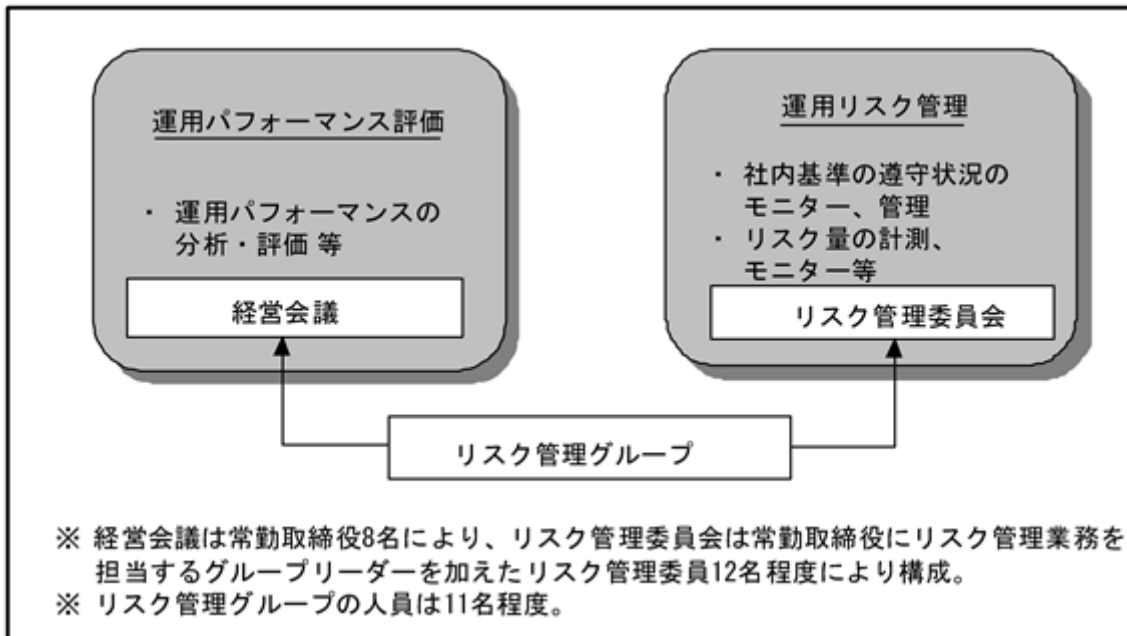 運用パフォーマンス評価
・ 運用パフォーマンスの
分析・評価 等
経営会議
運用リスク管理
・ 社内基準の遵守状況の
モニター、管理
・ リスク量の計測、
モニター等
リスク管理委員会
リスク管理グループ
※ 経営会議は常勤取締役8名により、リスク管理委員会は常勤取締役にリスク管理業務を
担当するグループリーダーを加えたリスク管理委員12名程度により構成。
※ リスク管理グループの人員は11名程度。